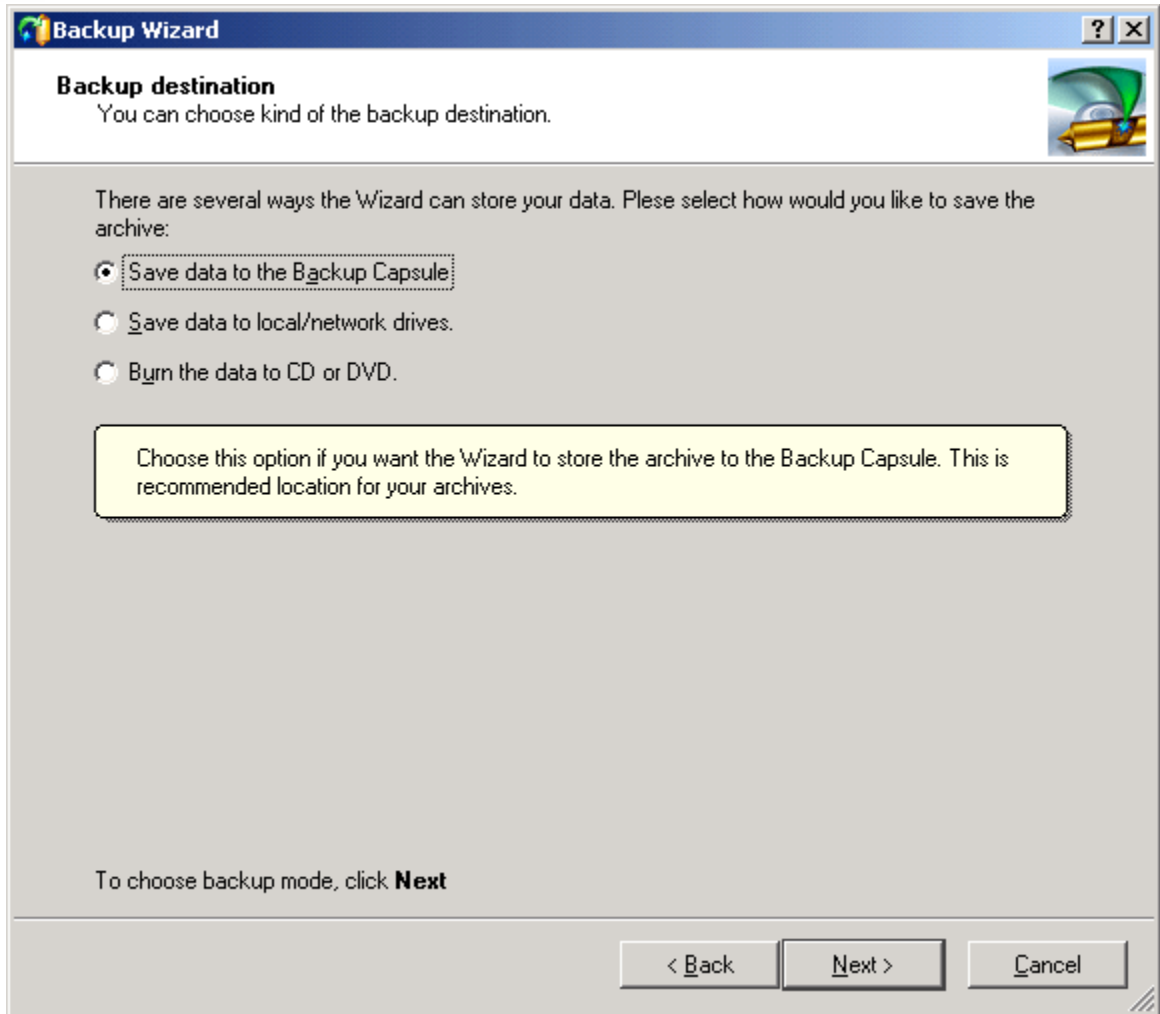 Backup Wizard
Backup destination
You can choose kind of the backup destination.
There are several ways the Wizard can store your data. Plese select how would you like to save the
archive:
Save data to the Backup Capsule
Save data to local/network drives.
Burn the data to CD or DVD.
Choose this option if you want the Wizard to store the archive to the Backup Capsule. This is
recommended location for your archives.
To choose backup mode, click Next
< Back
Next >
Cancel